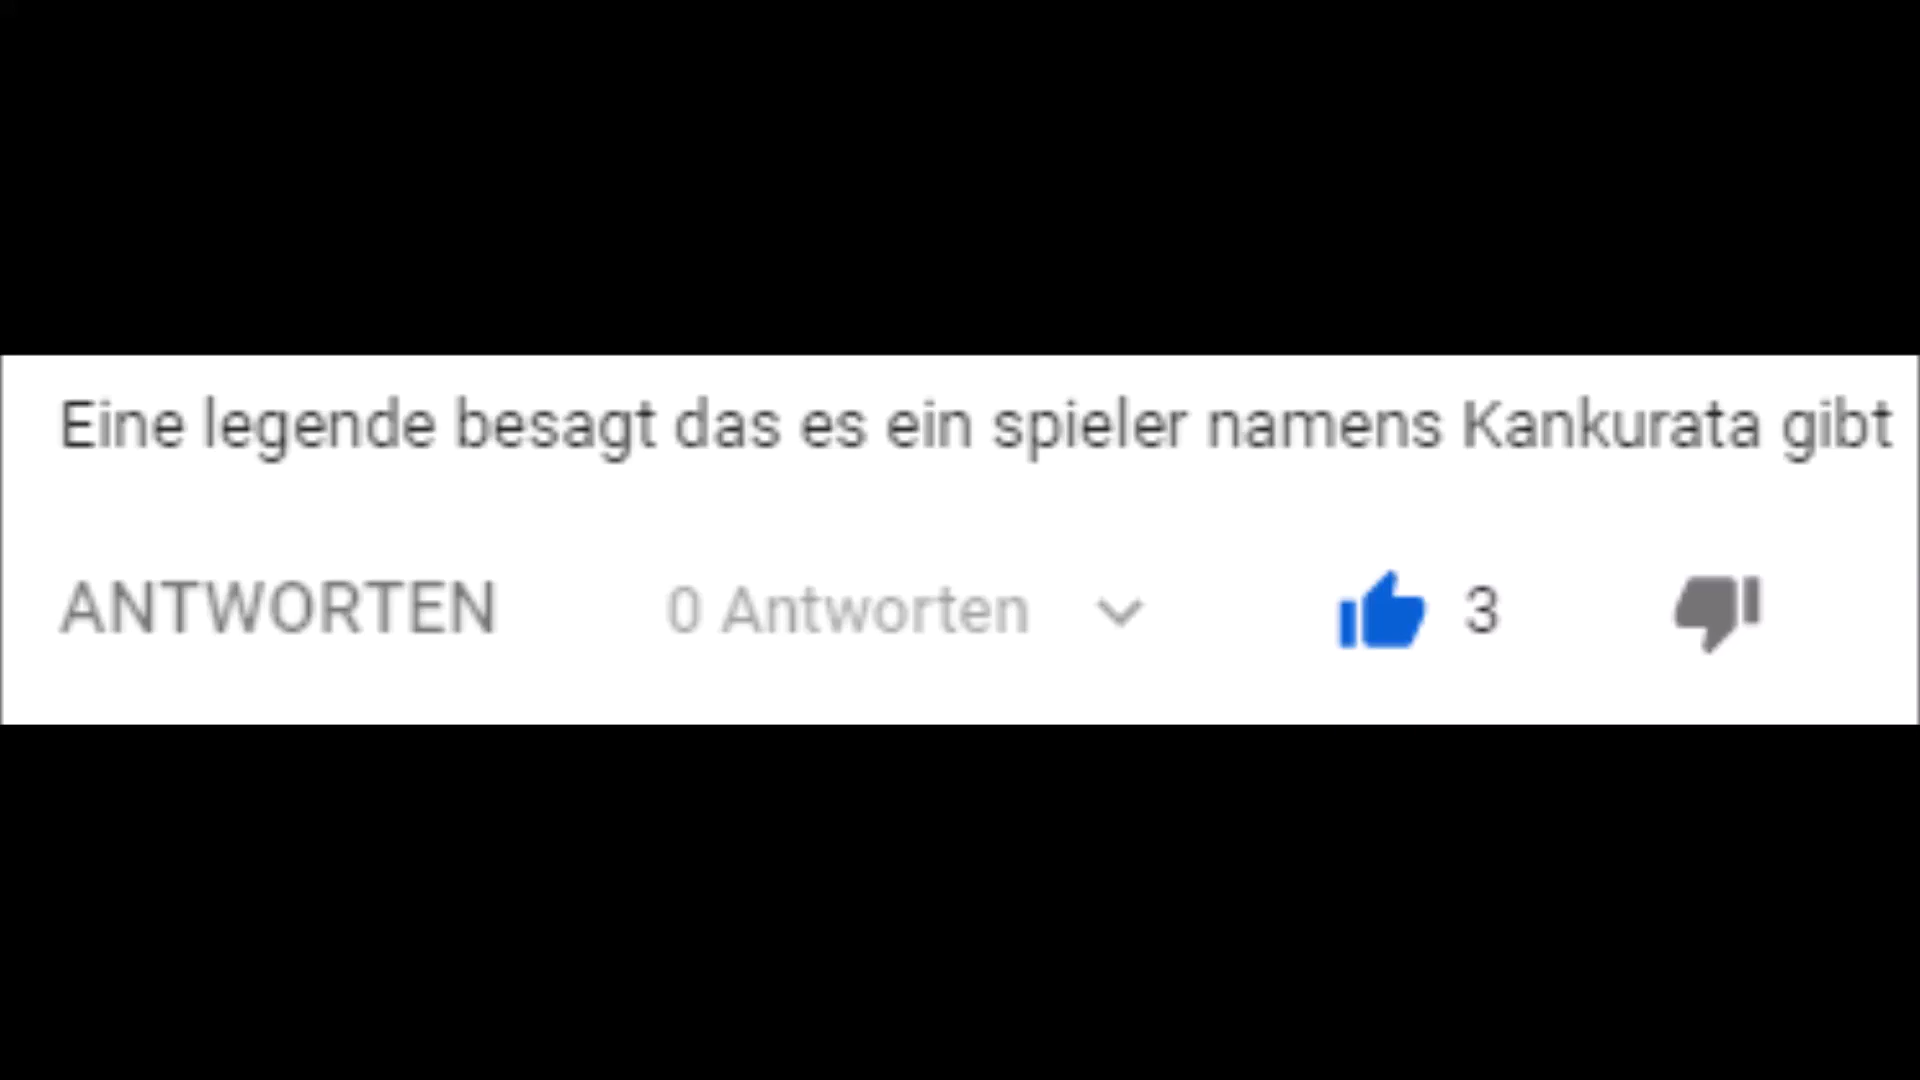 Eine legende besagt das es ein spieler namens Kankurata gibt
ANTWORTEN 0 Antworten 3